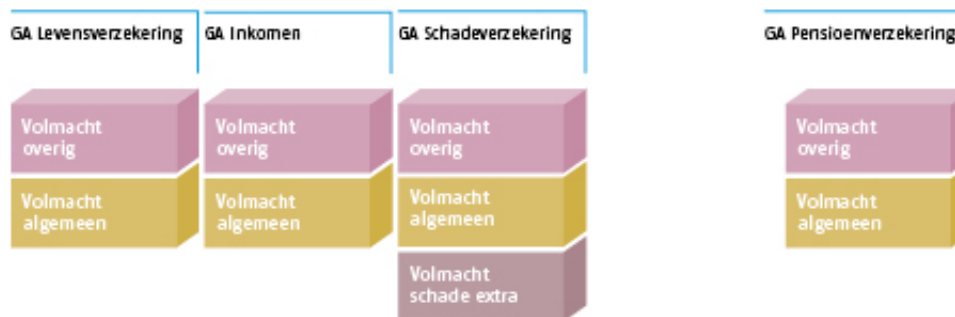 GA Levensverzekering
GA Inkomen
GA Schadeverzekering
GA Pensioenverzekering
Volmacht
overig
Volmacht
overig
Volmacht
overig
Volmacht
overig
Volmacht
algemeen
Volmacht
algemeen
Volmacht
algemeen
Volmacht
algemeen
Volmacht
schade extra